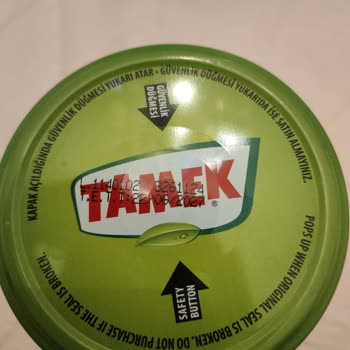 KAPAK AÇILDIĞINDA GÜVENLİK DÜĞMESİ YUKARI ATAR • GÜVENLİK DÜĞMESİ YUKARIDA İSE SATIN ALMAYINIZ.
GÜVENLİK
DÜĞMESİ
TAMEK®
SAFETY
BUTTON
POPS UP WHEN ORIGINAL SEAL IS BROKEN. DO NOT PURCHASE IF THE SEAL IS BROKEN